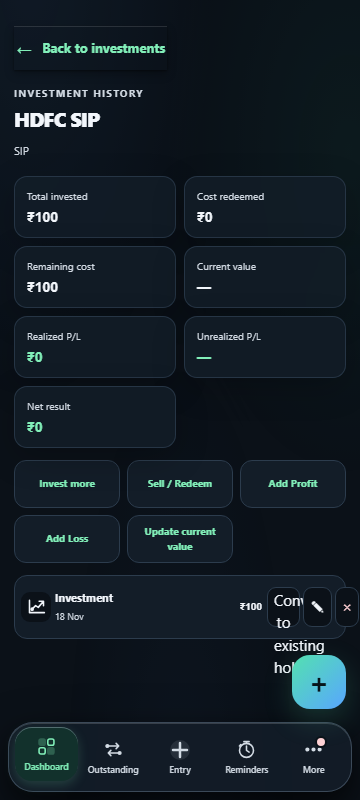 ← Back to investments
INVESTMENT HISTORY
HDFC SIP
SIP
Total invested
₹100
Cost redeemed
₹0
Remaining cost
₹100
Current value
—
Realized P/L
₹0
Unrealized P/L
—
Net result
₹0
Invest more
Sell / Redeem
Add Profit
Add Loss
Update current
value
Investment
18 Nov
₹100
to
existing
×
+
Dashboard
Outstanding
Entry
Reminders
More